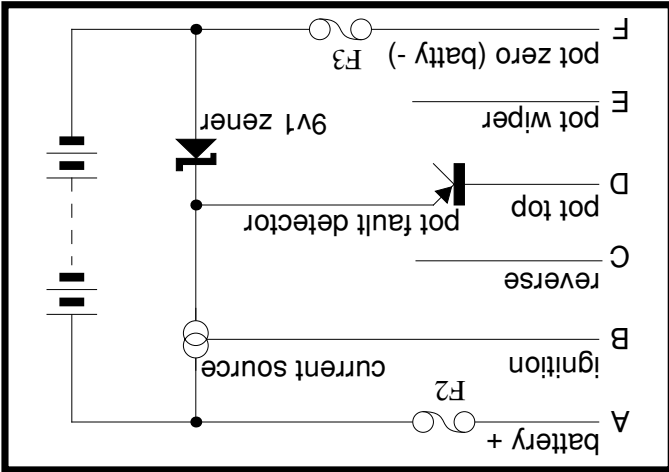 battery +
A
F2
ignition
current source
B
reverse
C
pot top
pot fault detector
D
pot wiper
9v1 zener
E
pot zero (batty -)
F3
F